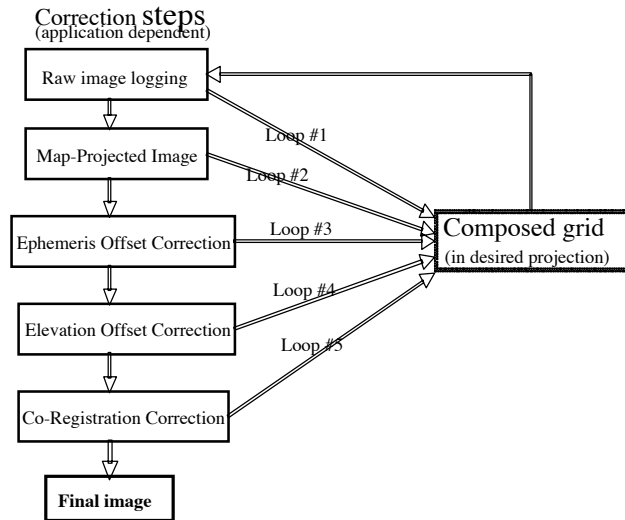 Correction steps
(application dependent)
Raw image logging
Loop #1
Map-Projected Image
Loop #2
Ephemeris Offset Correction
Loop #3
Composed grid
(in desired projection)
Loop #4
Elevation Offset Correction
Loop #5
Co-Registration Correction
Final image